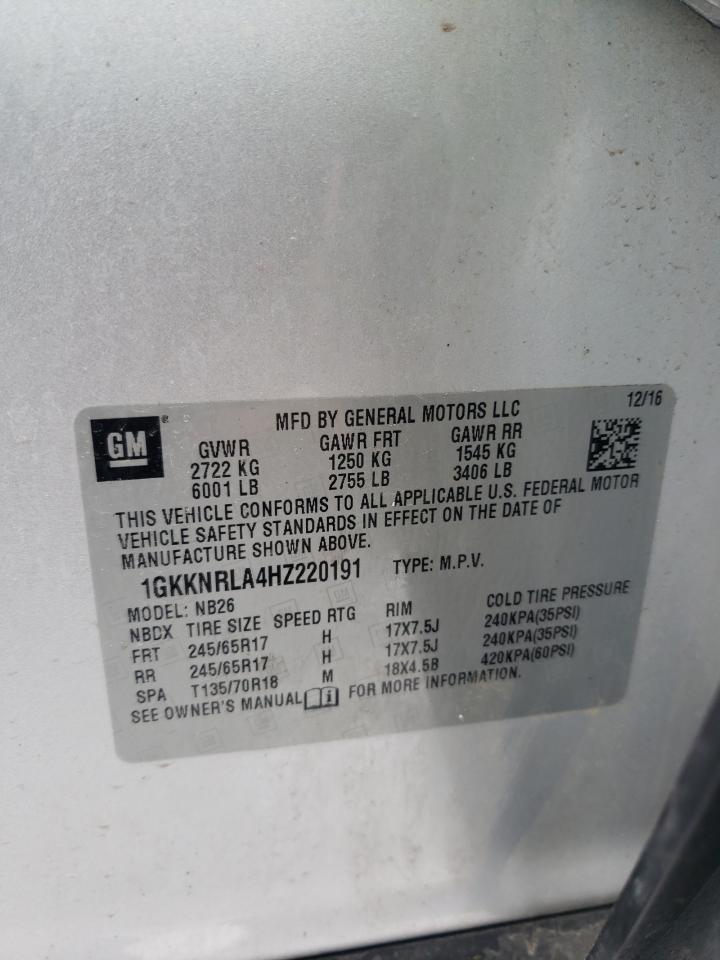 12/16
GM®
MFD BY GENERAL MOTORS LLC
GVWR GAWR FRT GAWR RR
2722 KG 1250 KG 1545 KG
6001 LB 2755 LB 3406 LB
THIS VEHICLE CONFORMS TO ALL APPLICABLE U.S. FEDERAL MOTOR
VEHICLE SAFETY STANDARDS IN EFFECT ON THE DATE OF
MANUFACTURE SHOWN ABOVE.
1GKKNRLA4HZ220191 TYPE: M.P.V.
MODEL: NB26
NBDX TIRE SIZE SPEED RTG RIM COLD TIRE PRESSURE
FRT 245/65R17 H 17X7.5J 240KPA(35PSI)
RR 245/65R17 H 17X7.5J 240KPA(35PSI)
SPA T135/70R18 M 18X4.5B 420KPA(60PSI)
SEE OWNER'S MANUAL i FOR MORE INFORMATION.